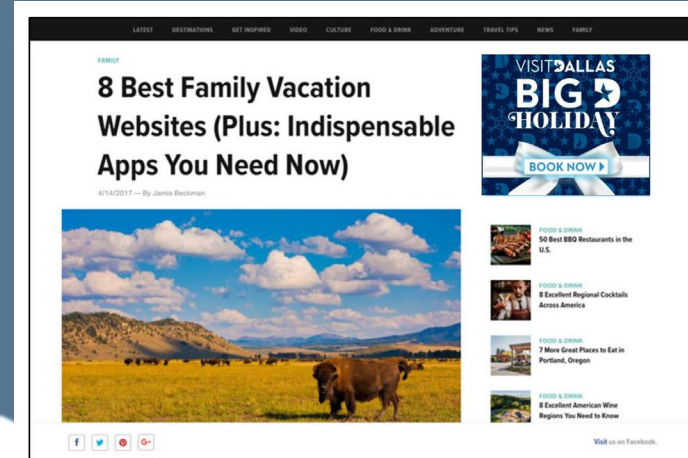 LATEST DESTINATIONS GET INSPIRED VIDEO CULTURE FOOD & DRINK ADVENTURE TRAVEL TIPS NEWS FAMILY
FAMILY
8 Best Family Vacation
Websites (Plus: Indispensable
Apps You Need Now)
4/14/2017 — By Jamie Beckman
VISITDALLAS
BIG D
HOLIDAY
BOOK NOW
FOOD & DRINK
50 Best BBQ Restaurants in the
U.S.
FOOD & DRINK
8 Excellent Regional Cocktails
Across America
FOOD & DRINK
7 More Great Places to Eat in
Portland, Oregon
FOOD & DRINK
8 Excellent American Wine
Regions You Need to Know
f G+
Visit us on Facebook.